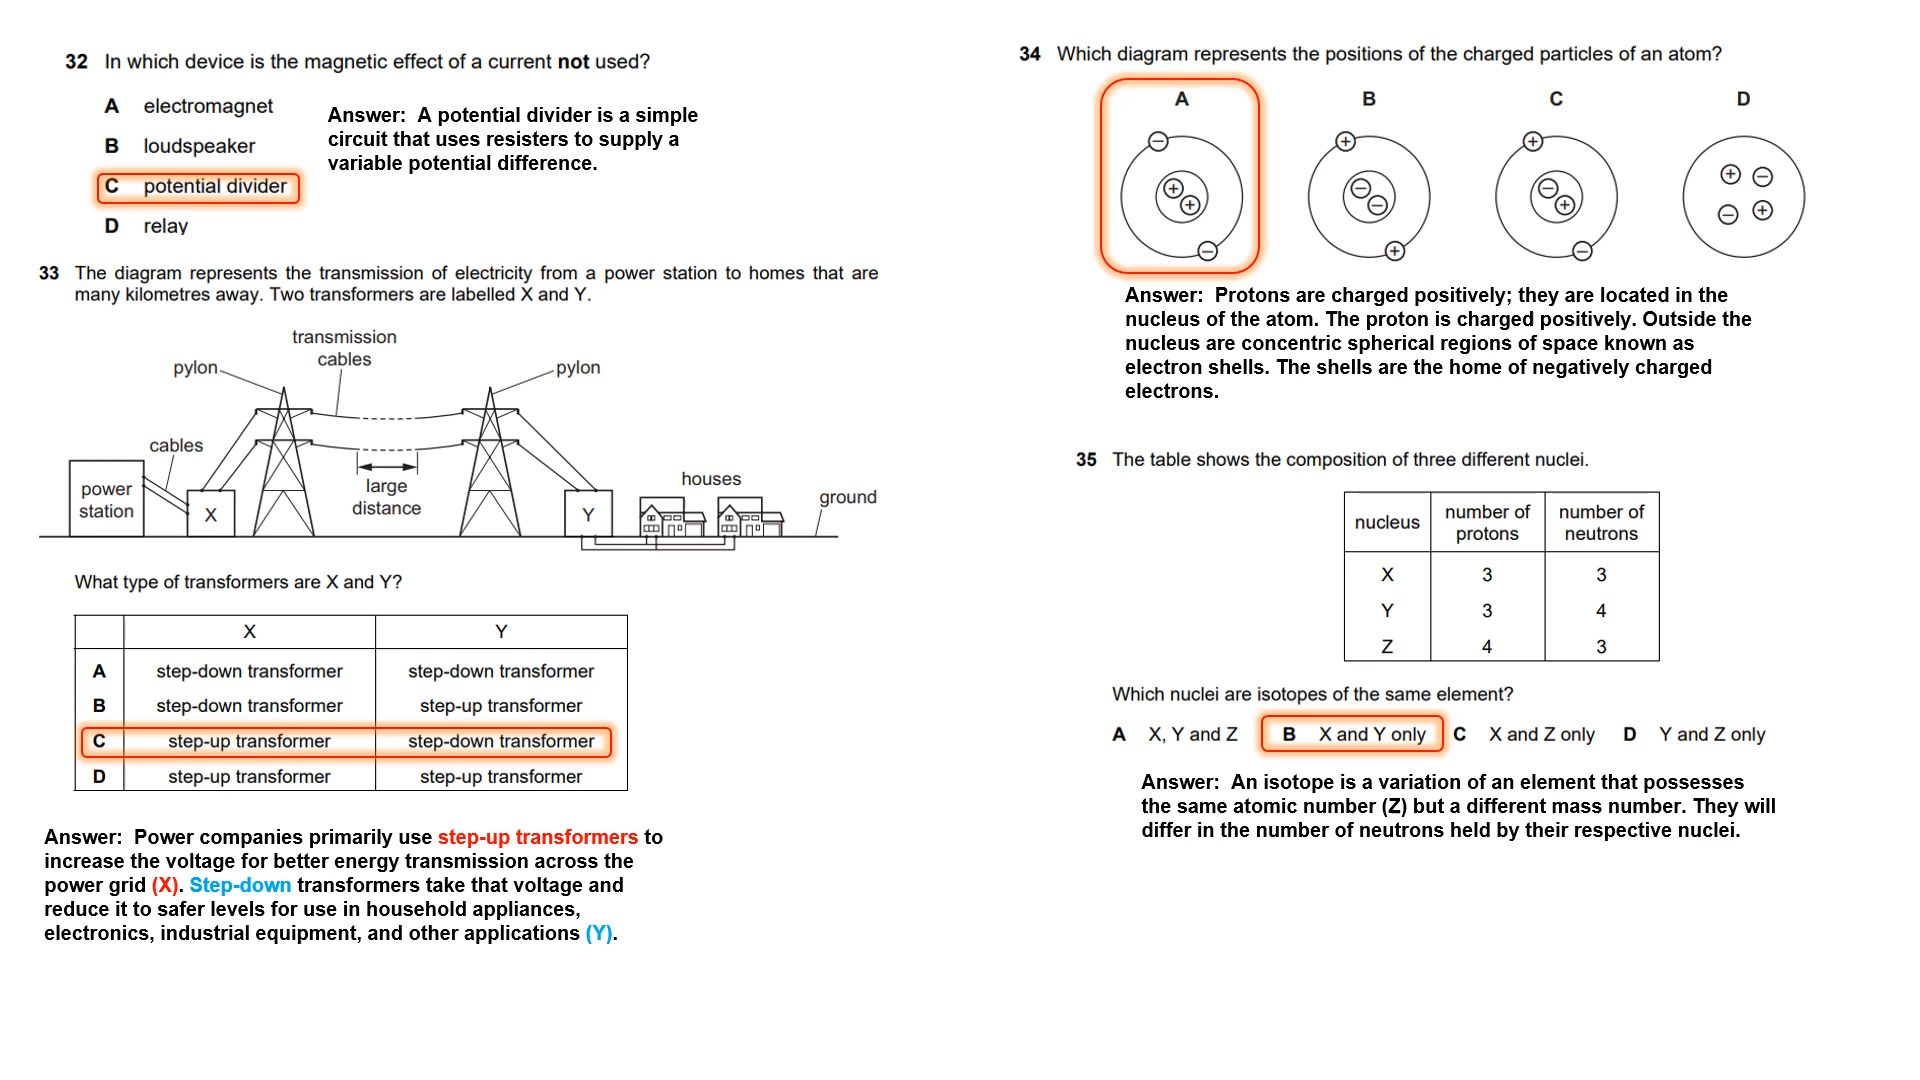 32 In which device is the magnetic effect of a current not used?
A electromagnet
B loudspeaker
C potential divider
D relay
Answer: A potential divider is a simple
circuit that uses resisters to supply a
variable potential difference.
33 The diagram represents the transmission of electricity from a power station to homes that are
many kilometres away. Two transformers are labelled X and Y.
transmission
cables
pylon
pylon
cables
power
station
X
large
distance
Y
houses
ground
What type of transformers are X and Y?
X Y
A step-down transformer step-down transformer
B step-down transformer step-up transformer
C step-up transformer step-down transformer
D step-up transformer step-up transformer
Answer: Power companies primarily use step-up transformers to
increase the voltage for better energy transmission across the
power grid (X). Step-down transformers take that voltage and
reduce it to safer levels for use in household appliances,
electronics, industrial equipment, and other applications (Y).
34 Which diagram represents the positions of the charged particles of an atom?
A B C D
Answer: Protons are charged positively; they are located in the
nucleus of the atom. The proton is charged positively. Outside the
nucleus are concentric spherical regions of space known as
electron shells. The shells are the home of negatively charged
electrons.
35 The table shows the composition of three different nuclei.
nucleus number of protons number of neutrons
X 3 3
Y 3 4
Z 4 3
Which nuclei are isotopes of the same element?
A X, Y and Z B X and Y only C X and Z only D Y and Z only
Answer: An isotope is a variation of an element that possesses
the same atomic number (Z) but a different mass number. They will
differ in the number of neutrons held by their respective nuclei.